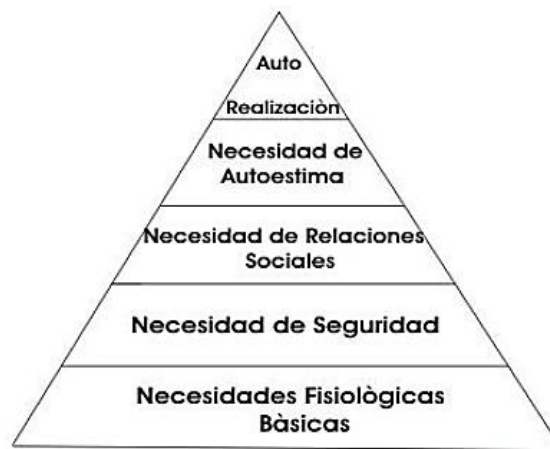 Auto
Realizaciòn
Necesidad de
Autoestima
Necesidad de Relaciones
Sociales
Necesidad de Seguridad
Necesidades Fisiològicas
Bàsicas